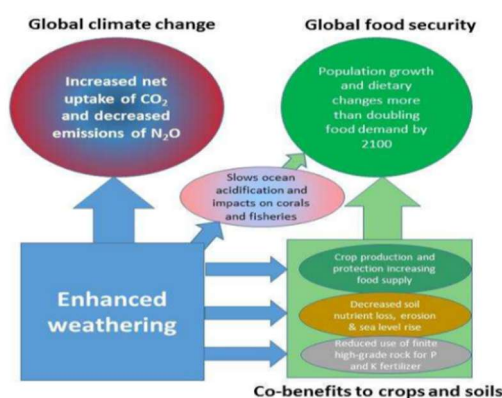 Global climate change
Global food security
Increased net
uptake of CO₂
and decreased
emissions of N₂O
Population growth
and dietary
changes more
than doubling
food demand by
2100
Slows ocean
acidification and
impacts on corals
and fisheries
Enhanced
weathering
Crop production and
protection increasing
food supply
Decreased soil
nutrient loss, erosion
& sea level rise
Reduced use of finite
high-grade rock for P
and K fertilizer
Co-benefits to crops and soils